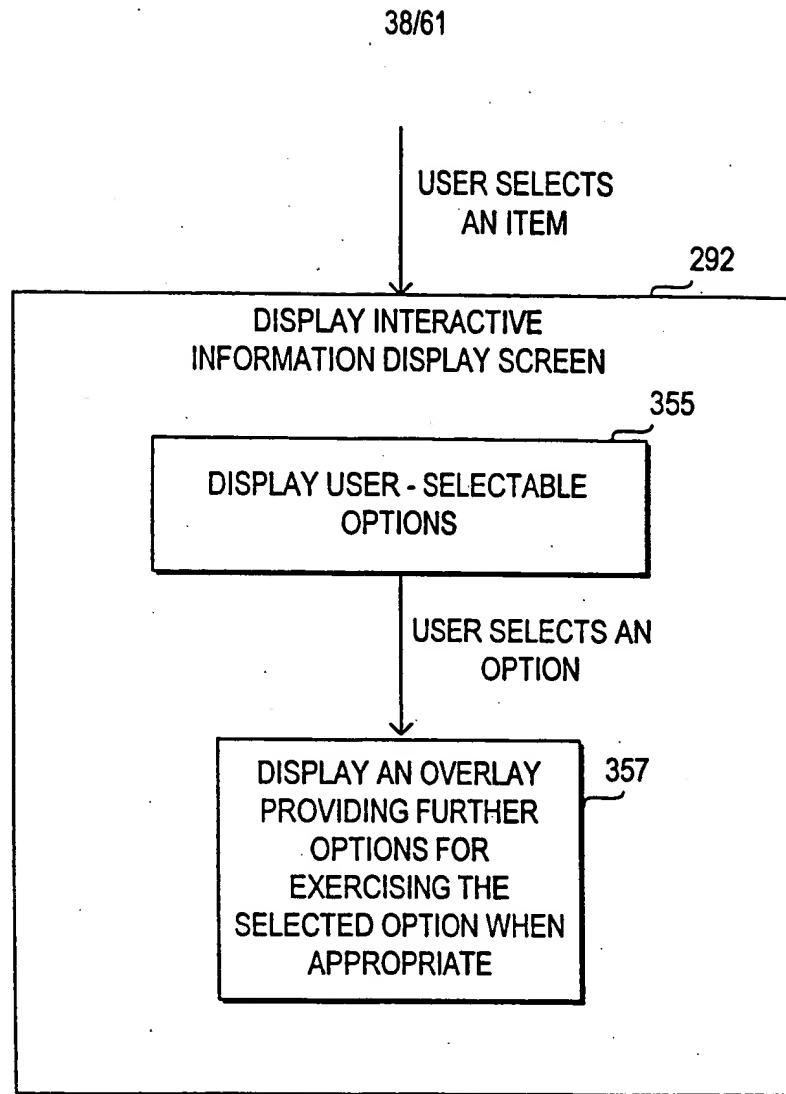 38/61
USER SELECTS
AN ITEM
292
DISPLAY INTERACTIVE
INFORMATION DISPLAY SCREEN
355
DISPLAY USER - SELECTABLE
OPTIONS
USER SELECTS AN
OPTION
357
DISPLAY AN OVERLAY
PROVIDING FURTHER
OPTIONS FOR
EXERCISING THE
SELECTED OPTION WHEN
APPROPRIATE